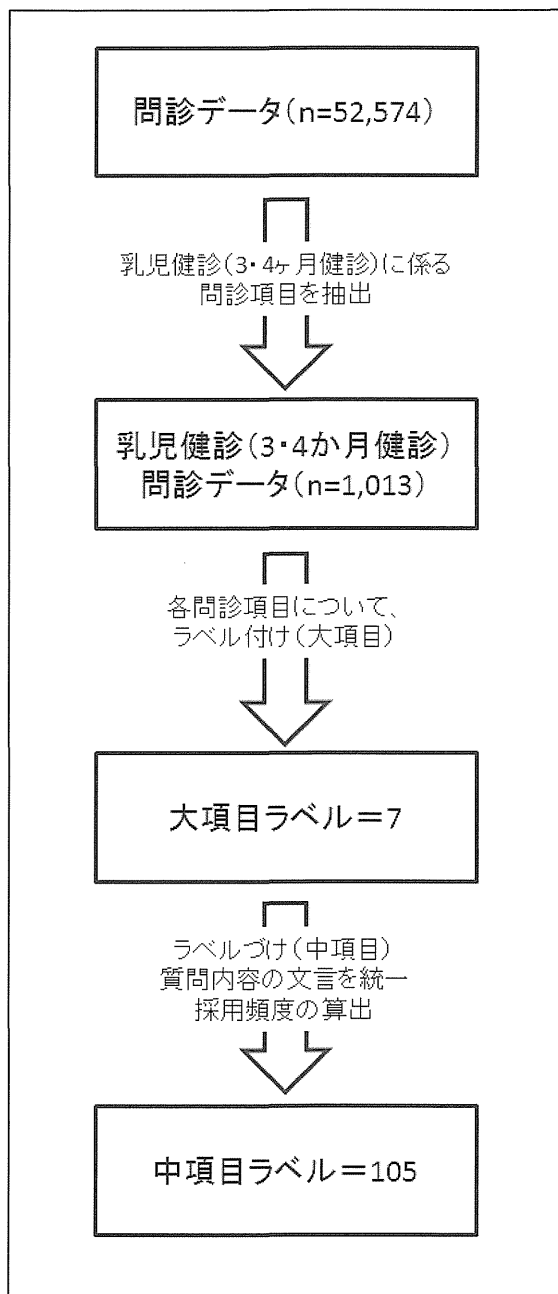 問診データ(n=52,574)
乳児健診(3・4ヶ月健診)に係る
問診項目を抽出
乳児健診(3・4か月健診)
問診データ(n=1,013)
各問診項目について、
ラベル付け(大項目)
大項目ラベル=7
ラベルづけ(中項目)
質問内容の文言を統一
採用頻度の算出
中項目ラベル=105